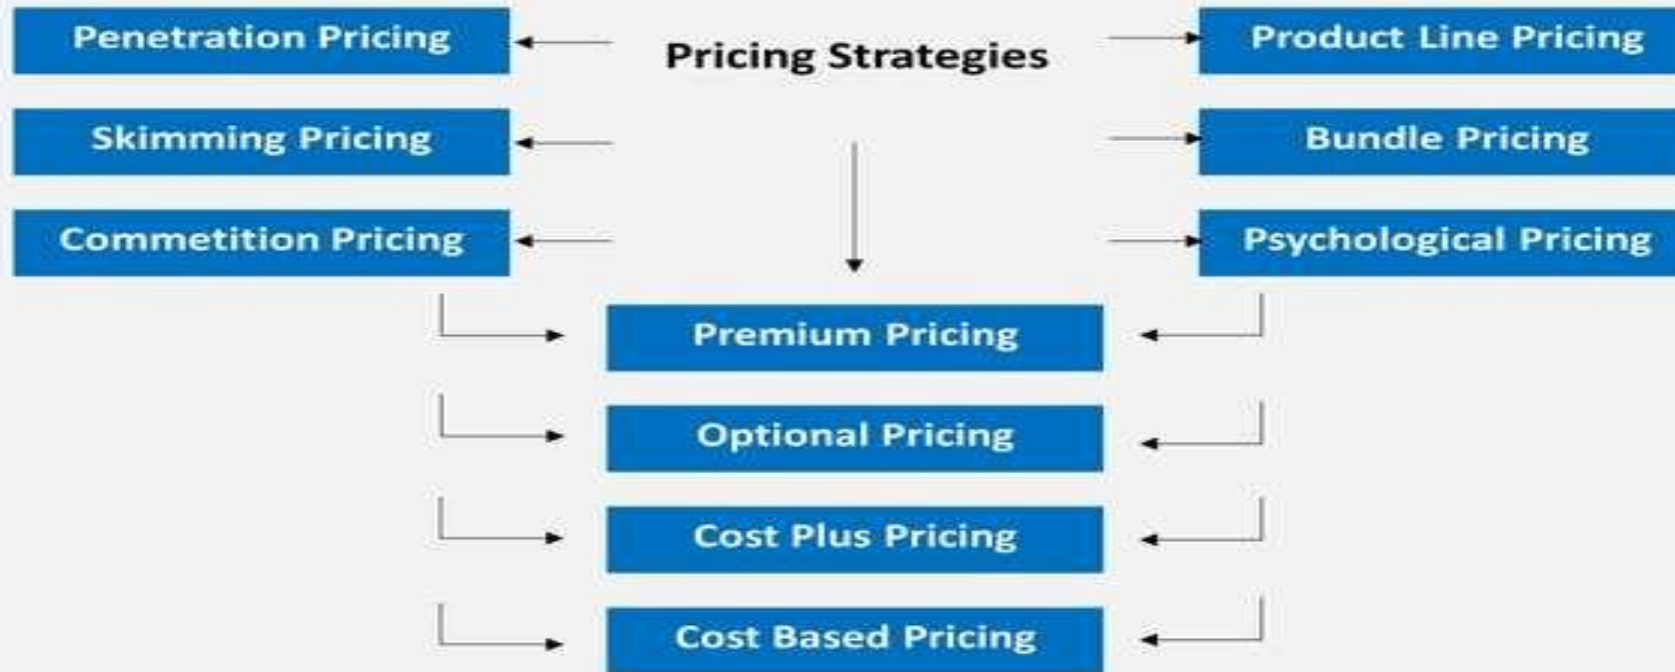 Pricing Strategies
Penetration Pricing
Skimming Pricing
Commetition Pricing
Product Line Pricing
Bundle Pricing
Psychological Pricing
Premium Pricing
Optional Pricing
Cost Plus Pricing
Cost Based Pricing